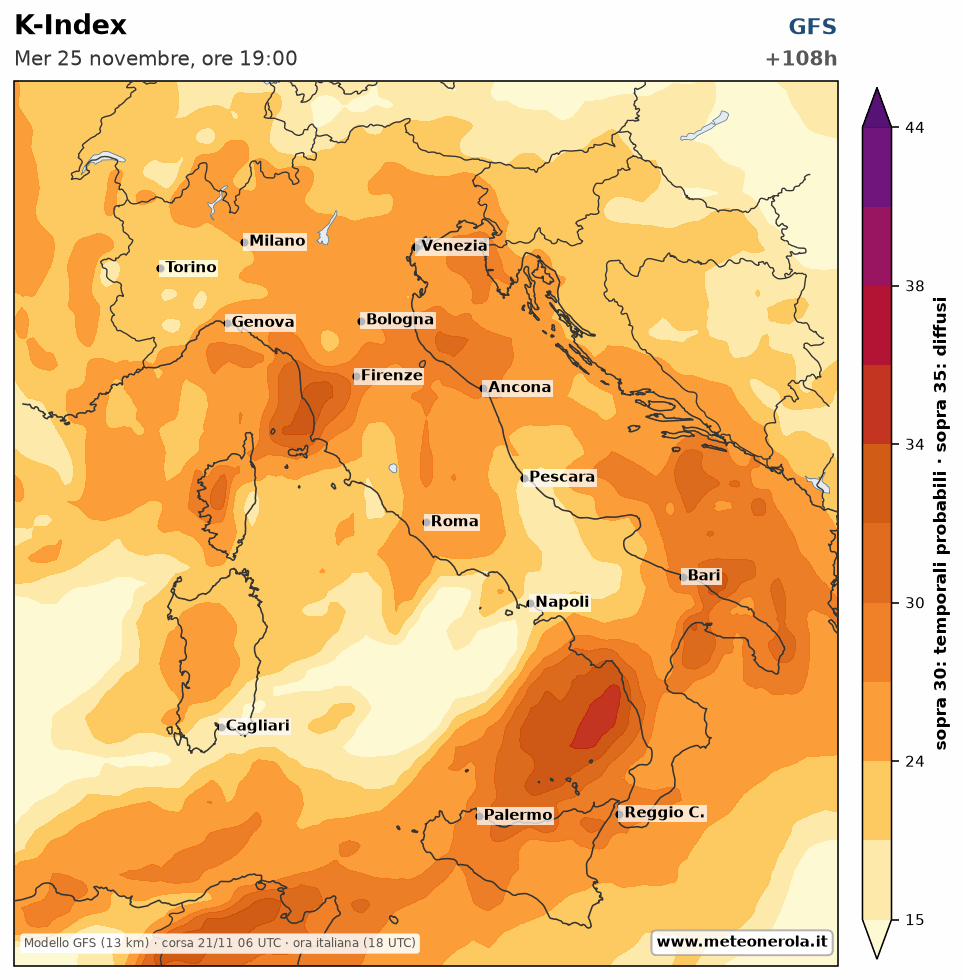 K-Index
GFS
Mer 25 novembre, ore 19:00
+108h
44
38
34
30
24
15
sopra 30: temporali probabili · sopra 35: diffusi
Milano
Venezia
Torino
Genova
Bologna
Firenze
Ancona
Pescara
Roma
Bari
Napoli
Cagliari
Palermo
Reggio C.
Modello GFS (13 km) · corsa 21/11 06 UTC · ora italiana (18 UTC)
www.meteonerola.it